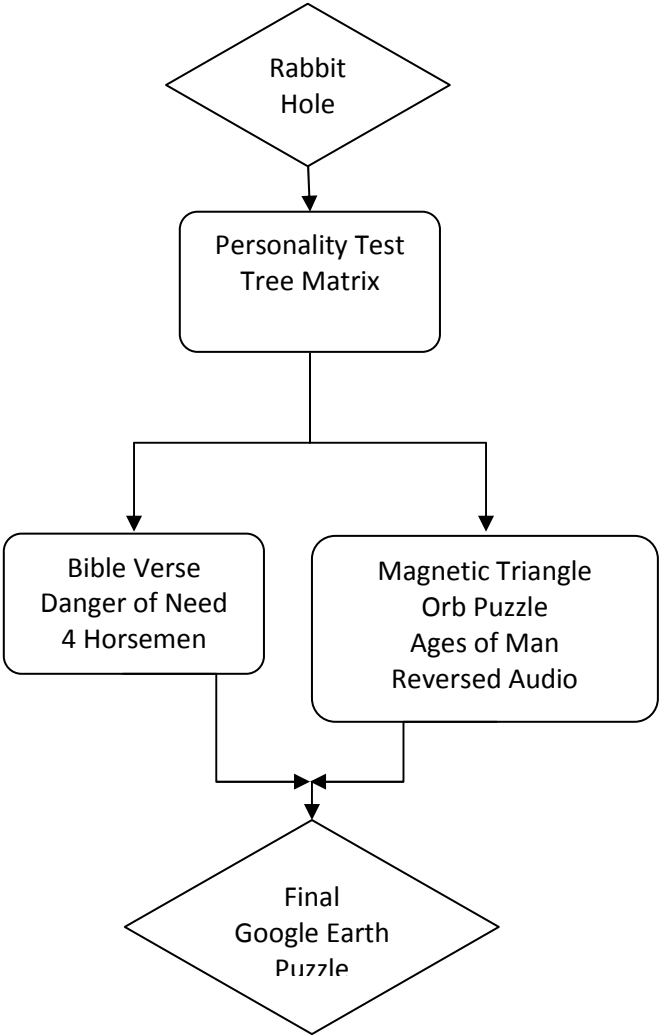 Rabbit
Hole
Personality Test
Tree Matrix
Bible Verse
Danger of Need
4 Horsemen
Magnetic Triangle
Orb Puzzle
Ages of Man
Reversed Audio
Final
Google Earth
Puzzle